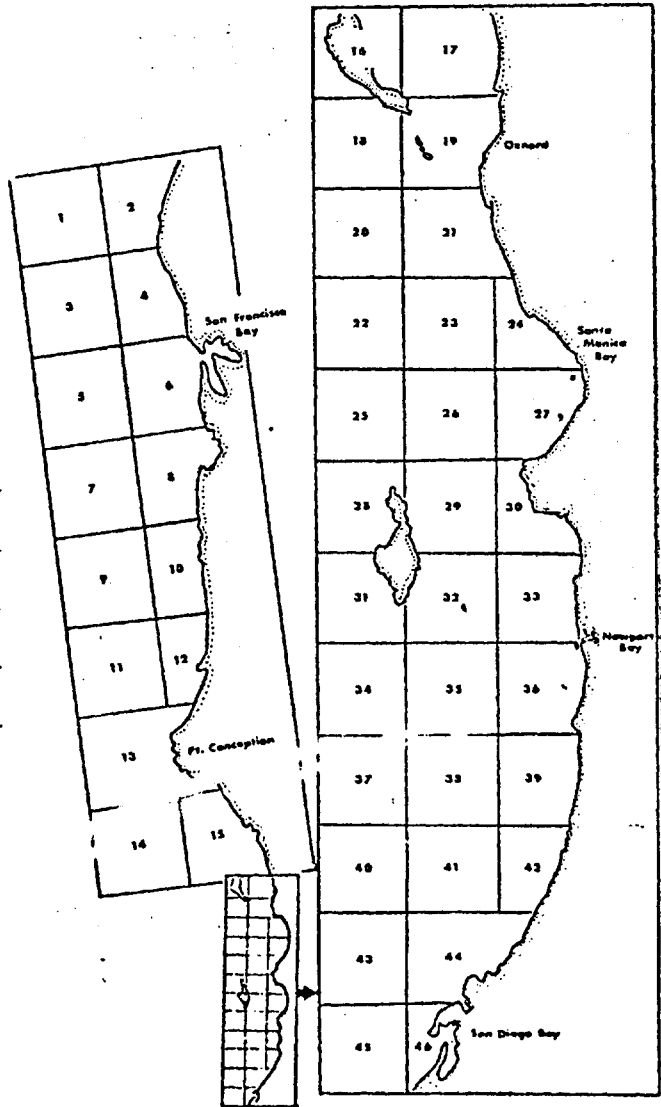 1 2
3 4
San Francisco
Bay
5 6
7 8
9 10
11 12
13
Pt. Conception
14 15
16 17
18 19
Oxnard
20 21
22 23 24
Santa
Monica
Bay
25 26 27
28 29 30
31 32 33
Newport
Bay
34 35 36
37 38 39
40 41 42
43 44
45 46
San Diego Bay